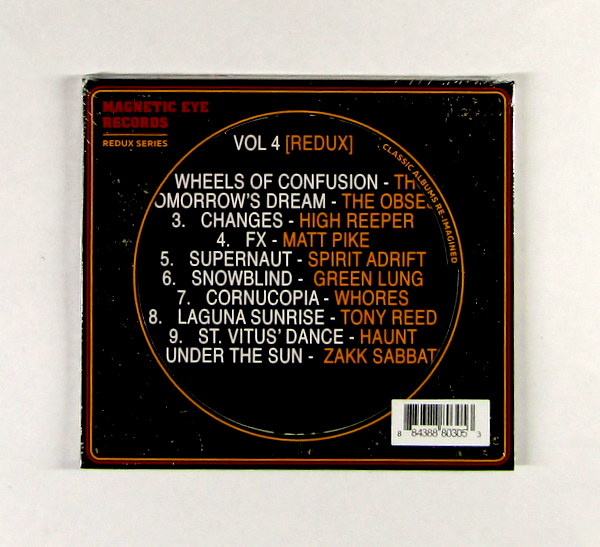 MAGNETIC EYE
RECORDS
REDUX SERIES
VOL 4 [REDUX]
CLASSIC ALBUMS RE-IMAGINED
WHEELS OF CONFUSION - TH
OMORROW'S DREAM - THE OBSE
3. CHANGES - HIGH REEPER
4. FX - MATT PIKE
5. SUPERNAUT - SPIRIT ADRIFT
6. SNOWBLIND - GREEN LUNG
7. CORNUCOPIA - WHORES
8. LAGUNA SUNRISE - TONY REED
9. ST. VITUS' DANCE - HAUNT
UNDER THE SUN - ZAKK SABBAT
8 84388 80305 3